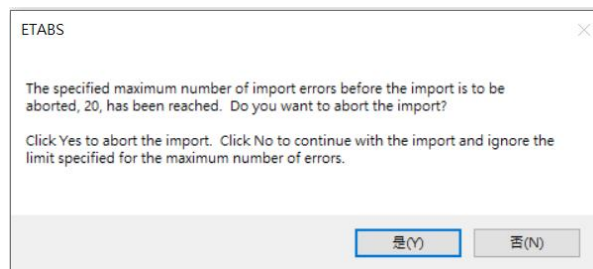 ETABS
The specified maximum number of import errors before the import is to be
aborted, 20, has been reached.  Do you want to abort the import?
Click Yes to abort the import.  Click No to continue with the import and ignore the
limit specified for the maximum number of errors.
是(Y)
否(N)